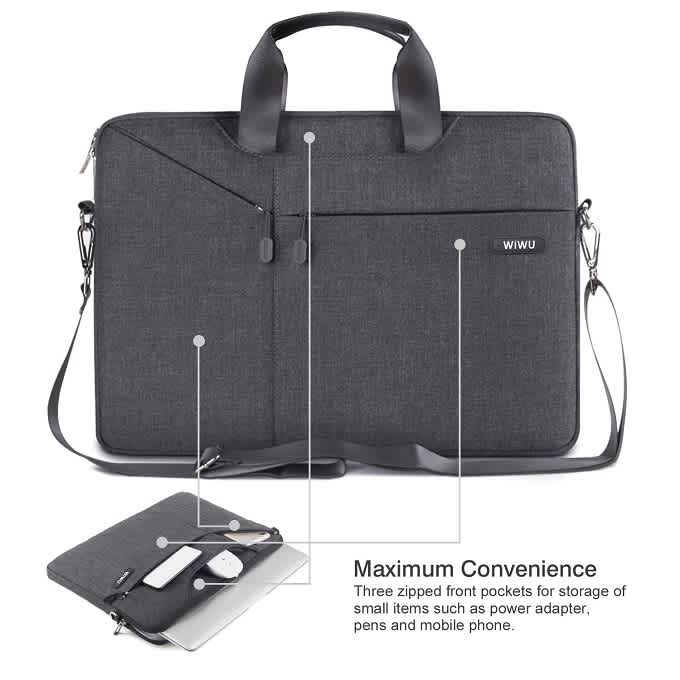 WIWU
WIWU
Maximum Convenience
Three zipped front pockets for storage of
small items such as power adapter,
pens and mobile phone.